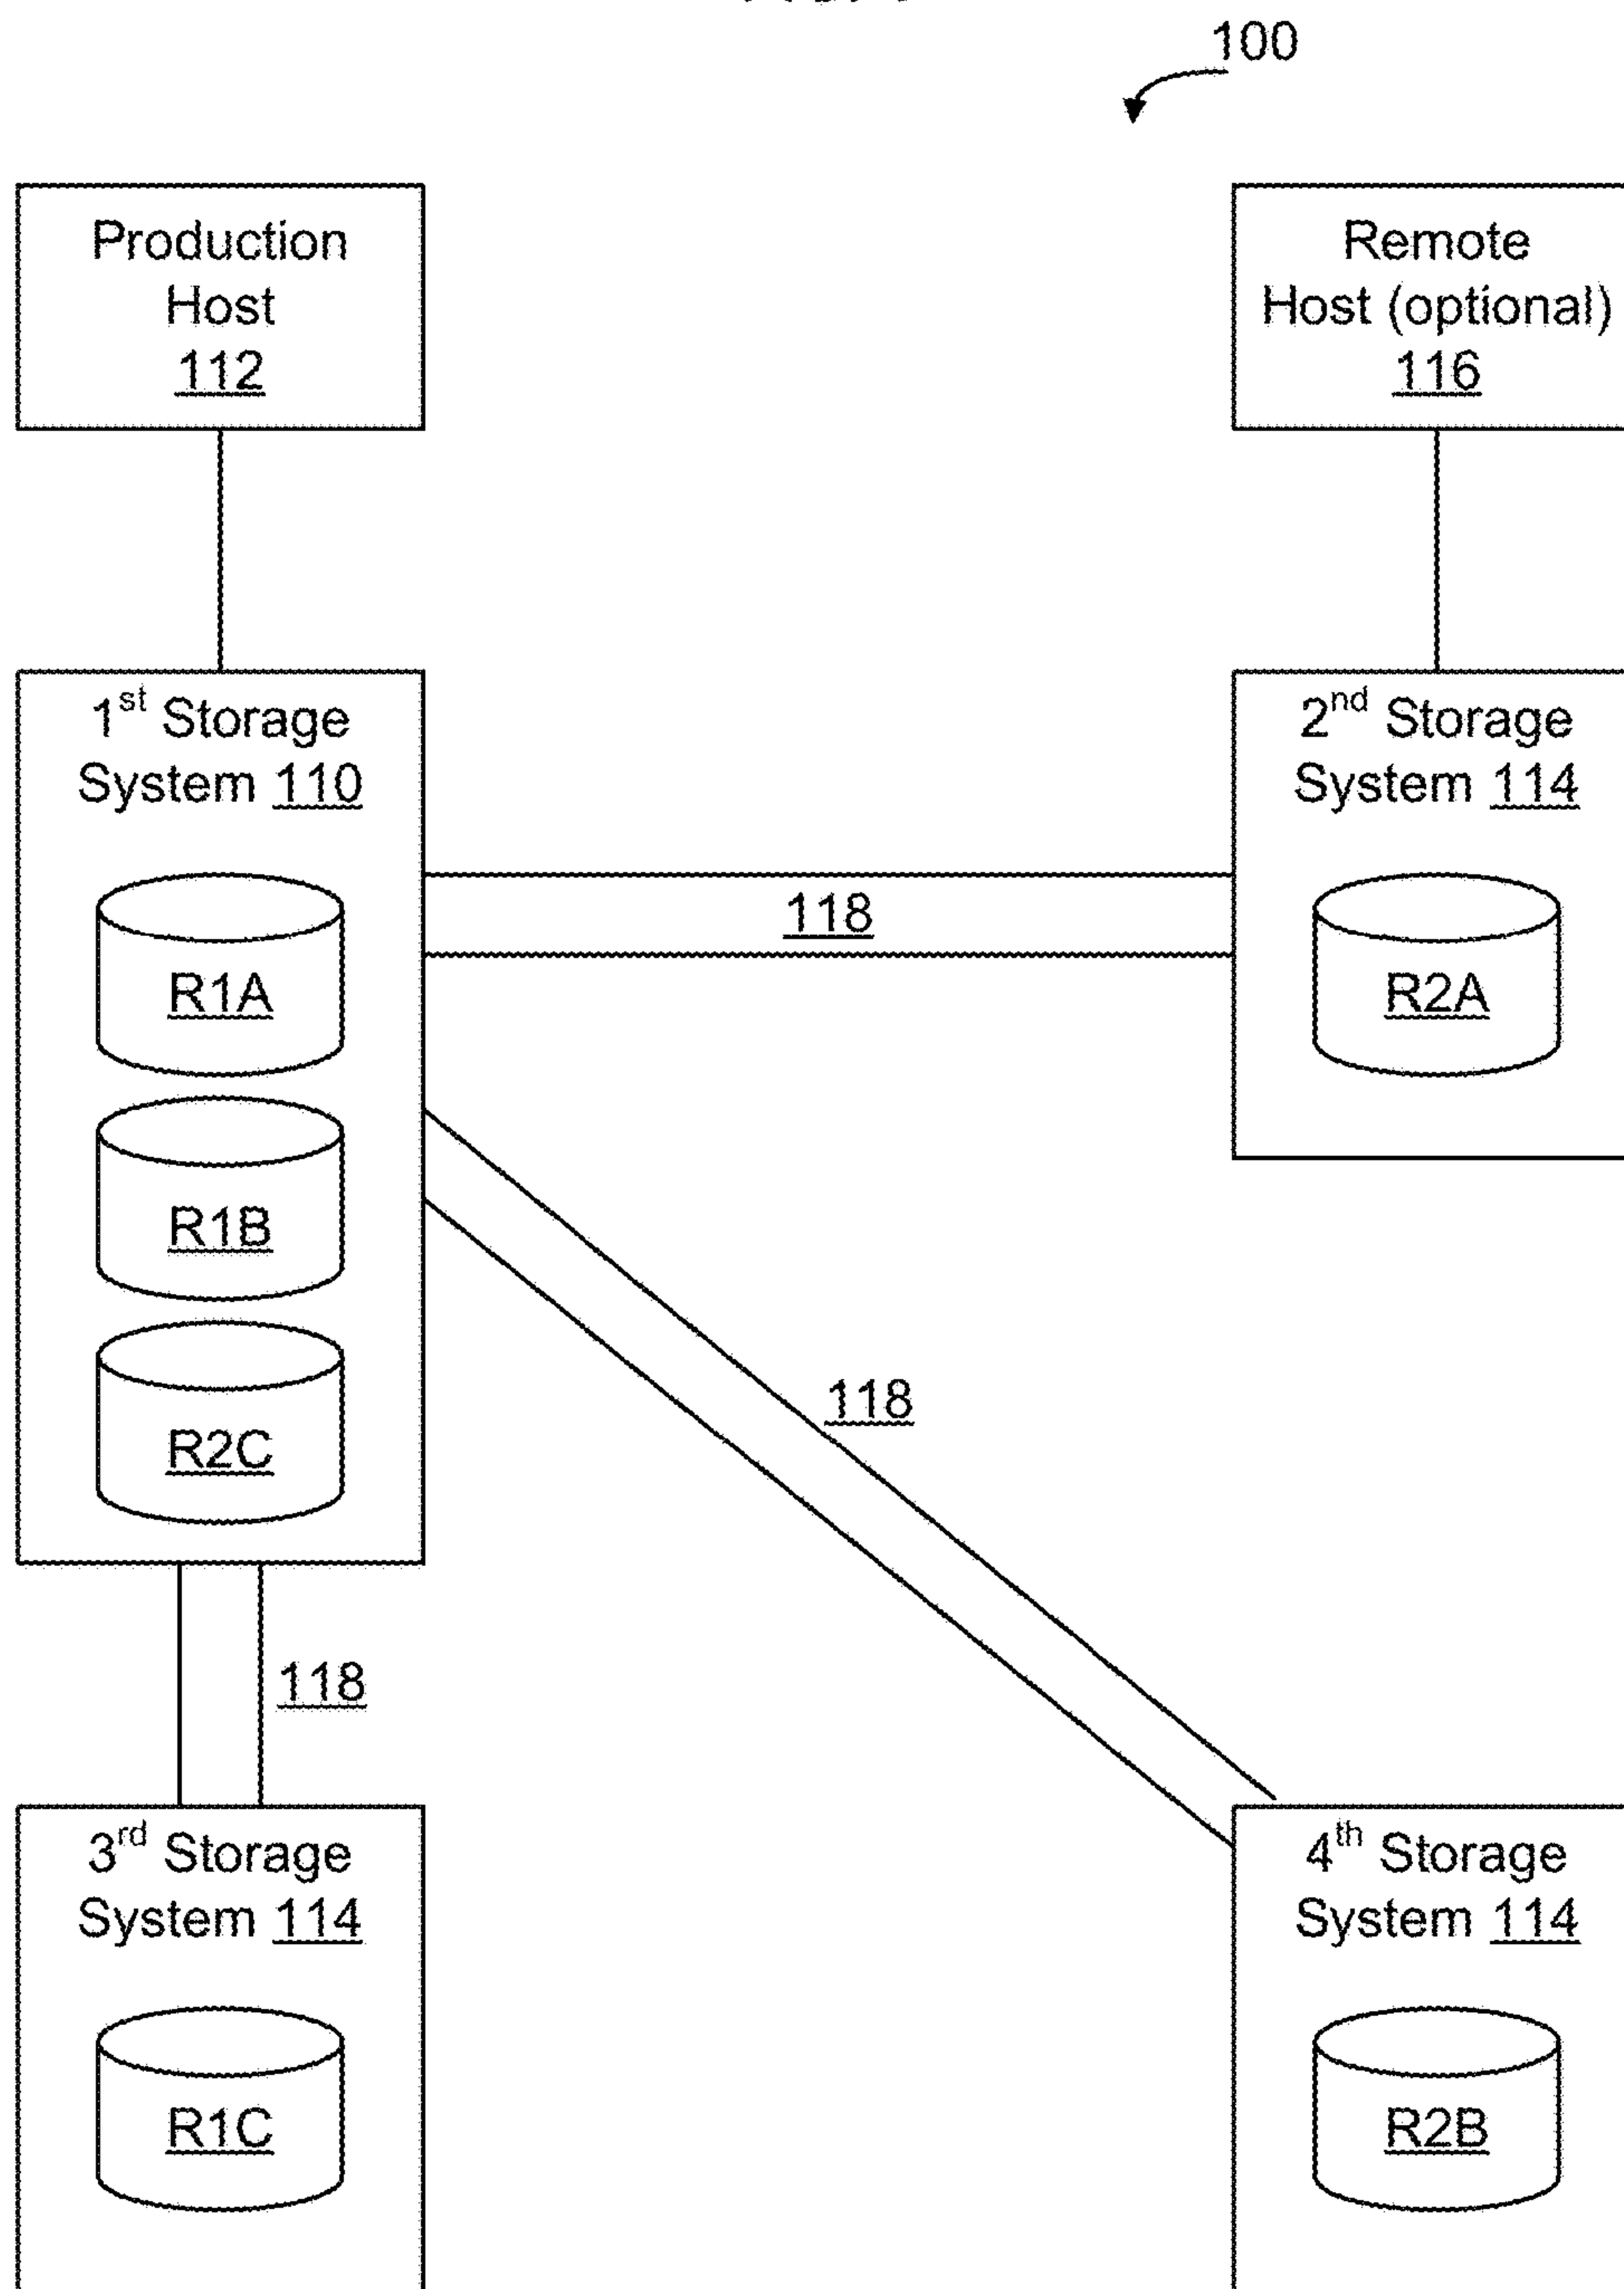 100
Production
Host
112
Remote
Host (optional)
116
1st Storage
System 110
R1A
R1B
R2C
2nd Storage
System 114
R2A
118
118
118
3rd Storage
System 114
R1C
4th Storage
System 114
R2B